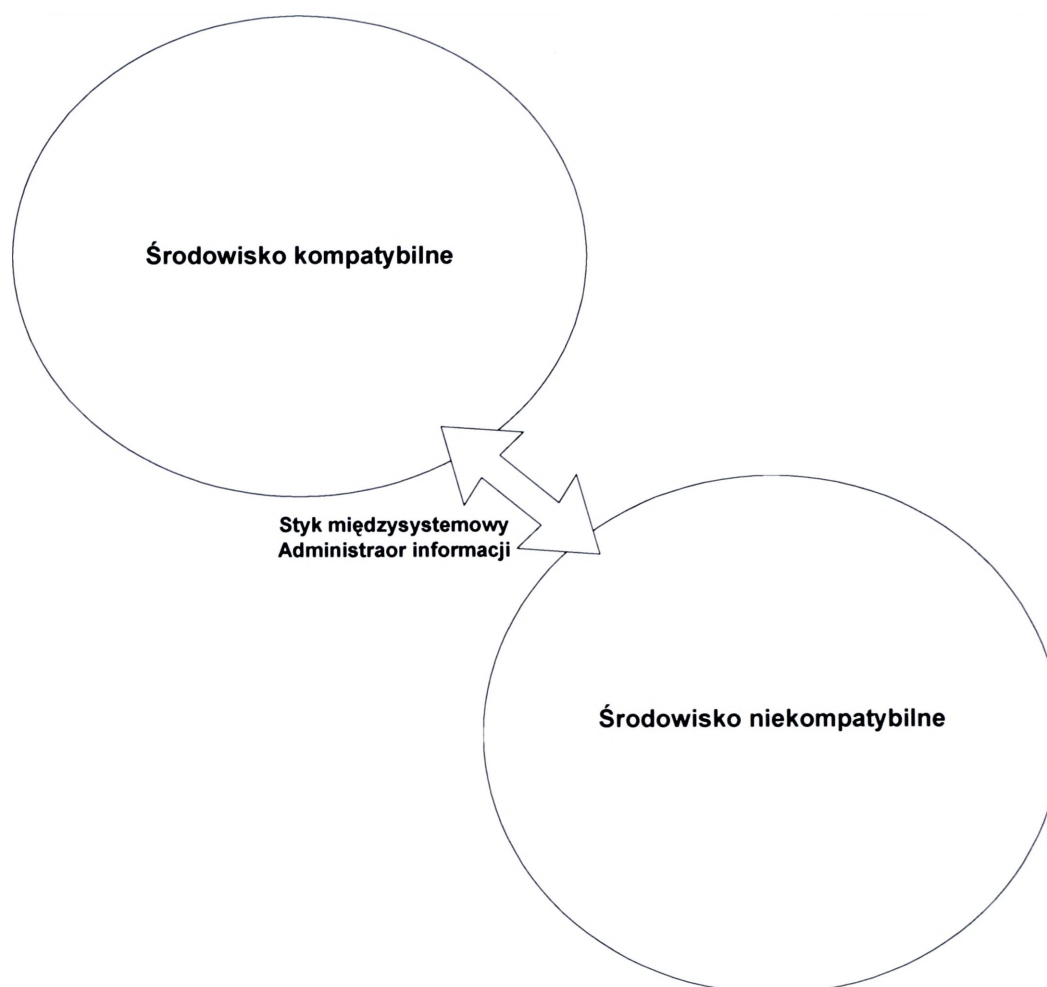 Środowisko kompatybilne
Styk międzysystemowy
Administraor informacji
Środowisko niekompatybilne